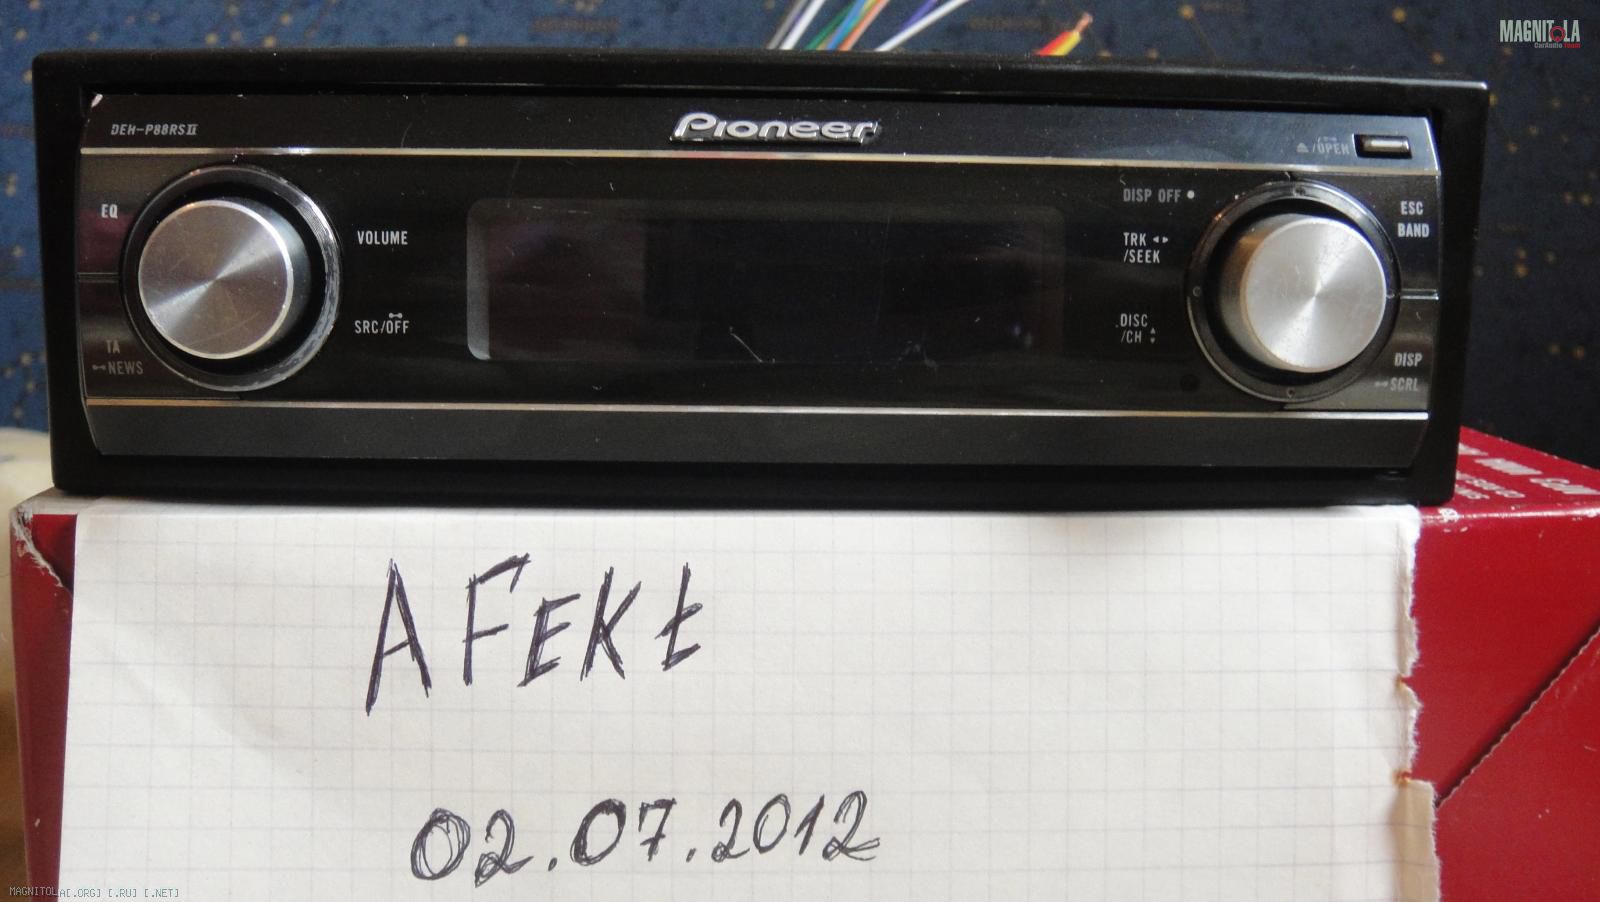 MAGNITOLA
CarAudio Team
DEH-P88RSII
Pioneer
⏏/OPEN
EQ
VOLUME
SRC/OFF
TA
NEWS
DISP OFF
TRK ◂ ▸
/SEEK
DISC
/CH
ESC
BAND
DISP
SCRL
AFEKt
02.07.2012
MAGNITOLA[.ORG] [.RU] [.NET]